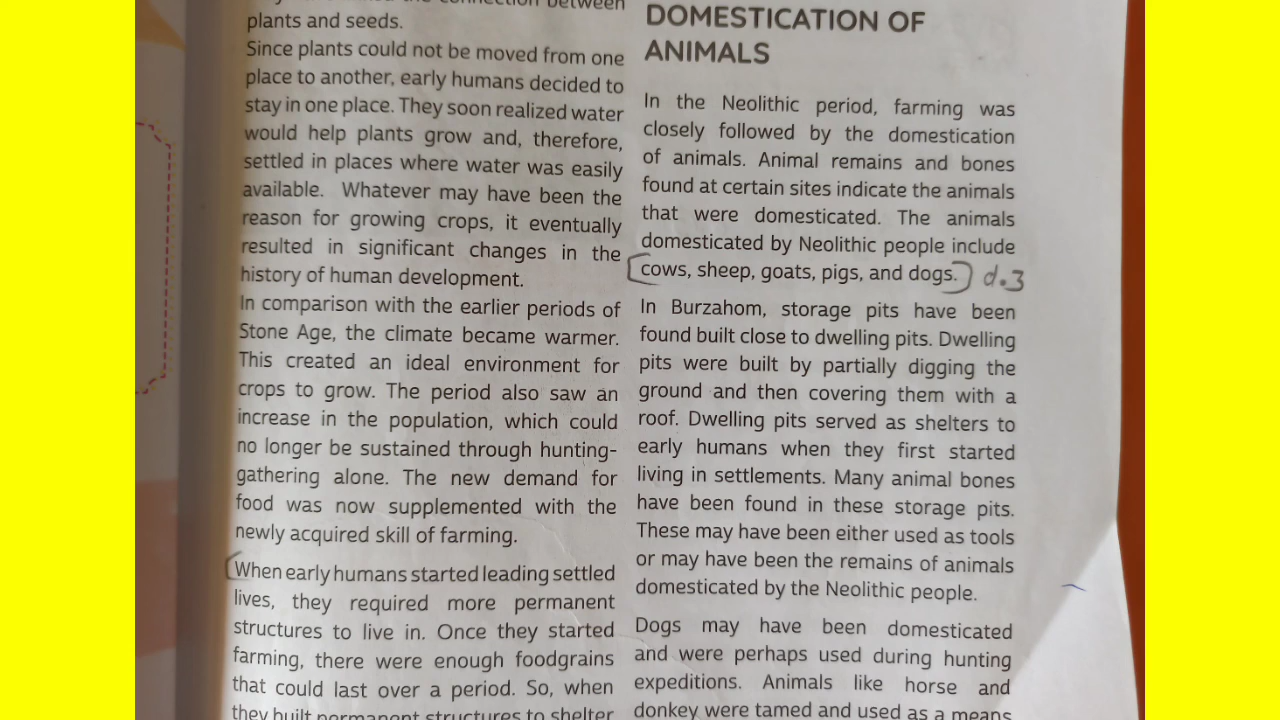 connection between
plants and seeds.
Since plants could not be moved from one
place to another, early humans decided to
stay in one place. They soon realized water
would help plants grow and, therefore,
settled in places where water was easily
available. Whatever may have been the
reason for growing crops, it eventually
resulted in significant changes in the
history of human development.
In comparison with the earlier periods of
Stone Age, the climate became warmer.
This created an ideal environment for
crops to grow. The period also saw an
increase in the population, which could
no longer be sustained through hunting-
gathering alone. The new demand for
food was now supplemented with the
newly acquired skill of farming.
When early humans started leading settled
lives, they required more permanent
structures to live in. Once they started
farming, there were enough foodgrains
that could last over a period. So, when
they built permanent structures to shelter
DOMESTICATION OF
ANIMALS
In the Neolithic period, farming was
closely followed by the domestication
of animals. Animal remains and bones
found at certain sites indicate the animals
that were domesticated. The animals
domesticated by Neolithic people include
cows, sheep, goats, pigs, and dogs. d.3
In Burzahom, storage pits have been
found built close to dwelling pits. Dwelling
pits were built by partially digging the
ground and then covering them with a
roof. Dwelling pits served as shelters to
early humans when they first started
living in settlements. Many animal bones
have been found in these storage pits.
These may have been either used as tools
or may have been the remains of animals
domesticated by the Neolithic people.
Dogs may have been domesticated
and were perhaps used during hunting
expeditions. Animals like horse and
donkey were tamed and used as a means